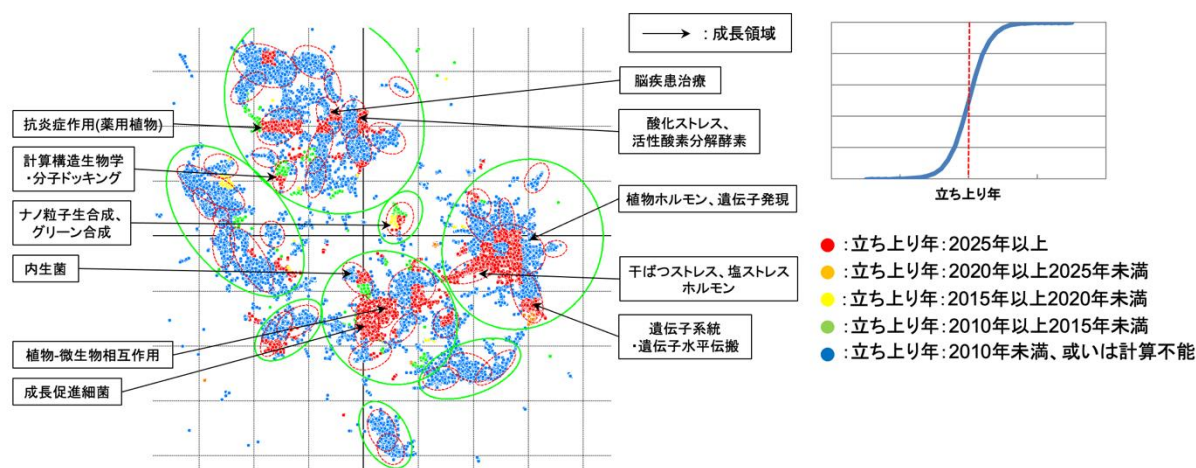 : 成長領域
脳疾患治療
酸化ストレス、
活性酸素分解酵素
抗炎症作用(薬用植物)
計算構造生物学
・分子ドッキング
ナノ粒子生合成、
グリーン合成
内生菌
植物-微生物相互作用
成長促進細菌
植物ホルモン、遺伝子発現
干ばつストレス、塩ストレス
ホルモン
遺伝子系統
・遺伝子水平伝搬
立ち上り年
:立ち上り年:2025年以上
:立ち上り年:2020年以上2025年未満
:立ち上り年:2015年以上2020年未満
:立ち上り年:2010年以上2015年未満
:立ち上り年:2010年未満、或いは計算不能